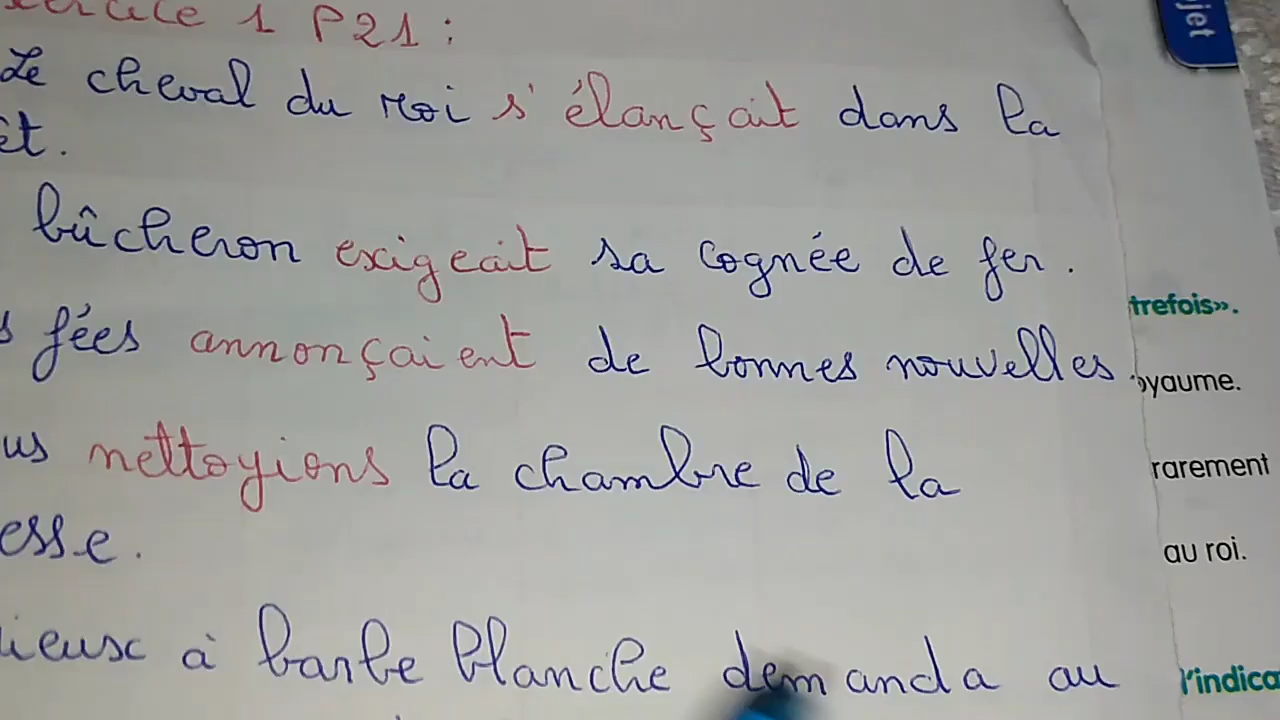 1 P21 :
Le cheval du roi s'élançait dans la
êt.
bûcheron exigeait sa cognée de fer.
s fées annonçaient de bonnes nouvelles.
us nettoyions la chambre de la
esse.
ieux à barbe blanche demanda au
jet
trefois».
oyaume.
rarement
au roi.
l'indica